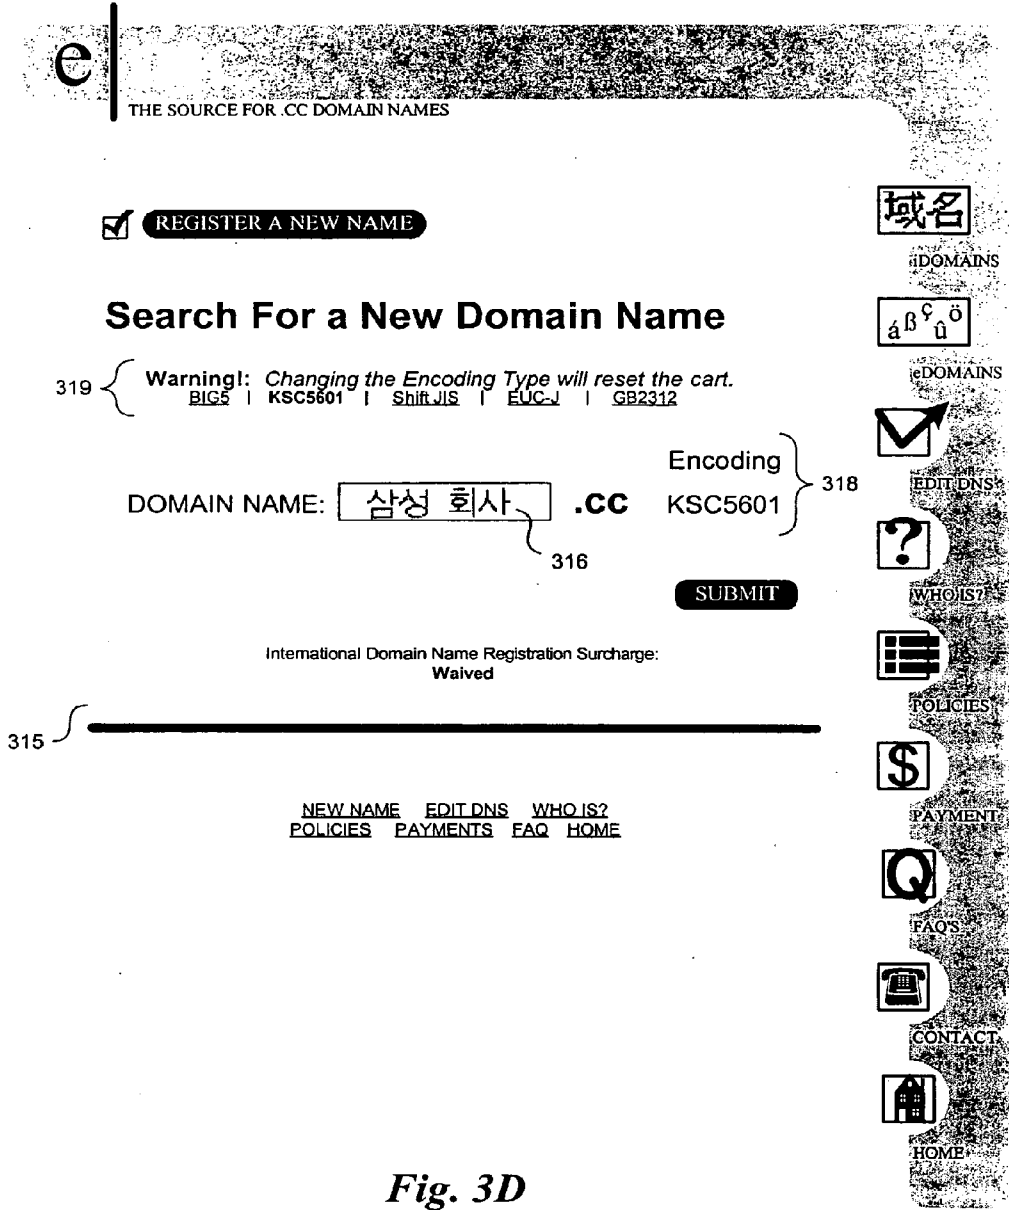 e
THE SOURCE FOR .CC DOMAIN NAMES
REGISTER A NEW NAME
Search For a New Domain Name
319
Warning!: Changing the Encoding Type will reset the cart.
BIG5 | KSC5601 | ShiftJIS | EUC-J | GB2312
Encoding
DOMAIN NAME: 삼성 회사 .cc KSC5601
318
316
SUBMIT
International Domain Name Registration Surcharge:
Waived
315
NEW NAME EDIT DNS WHO IS?
POLICIES PAYMENTS FAQ HOME
域名
iDOMAINS
á ß ç û ö
eDOMAINS
EDIT DNS
?
WHO IS?
POLICIES
$
PAYMENT
Q
FAQ'S
CONTACT
HOME
Fig. 3D